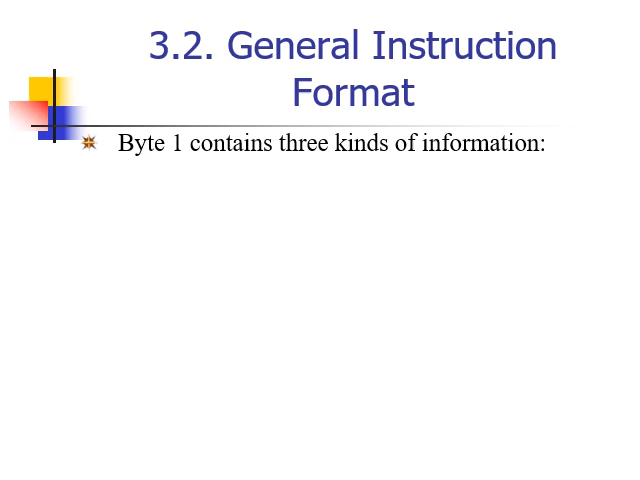 3.2. General Instruction
Format
Byte 1 contains three kinds of information: